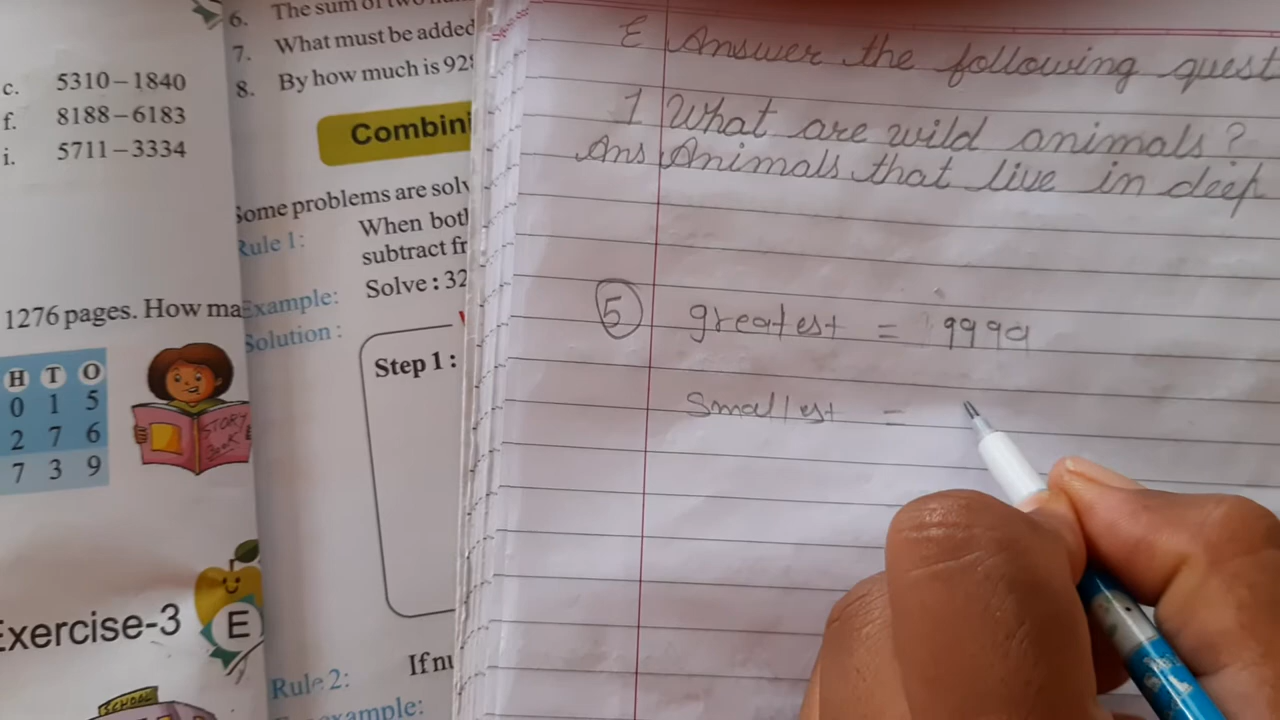 c. 5310-1840
f. 8188-6183
i. 5711-3334
1276 pages. How
H T O
0 1 5
2 7 6
7 3 9
STORY
BOOK
Exercise-3
E
SCHOOL
6. The sum of two
7. What must be added
8. By how much is 92
Combini
Some problems are solv
Rule 1: When both
subtract fr
Example: Solve : 32
Solution :
Step 1 :
Rule 2: If nu
example:
E Answer the following quest
1 What are wild animals?
Ans Animals that live in deep
5 greatest = 9999
Smallest =